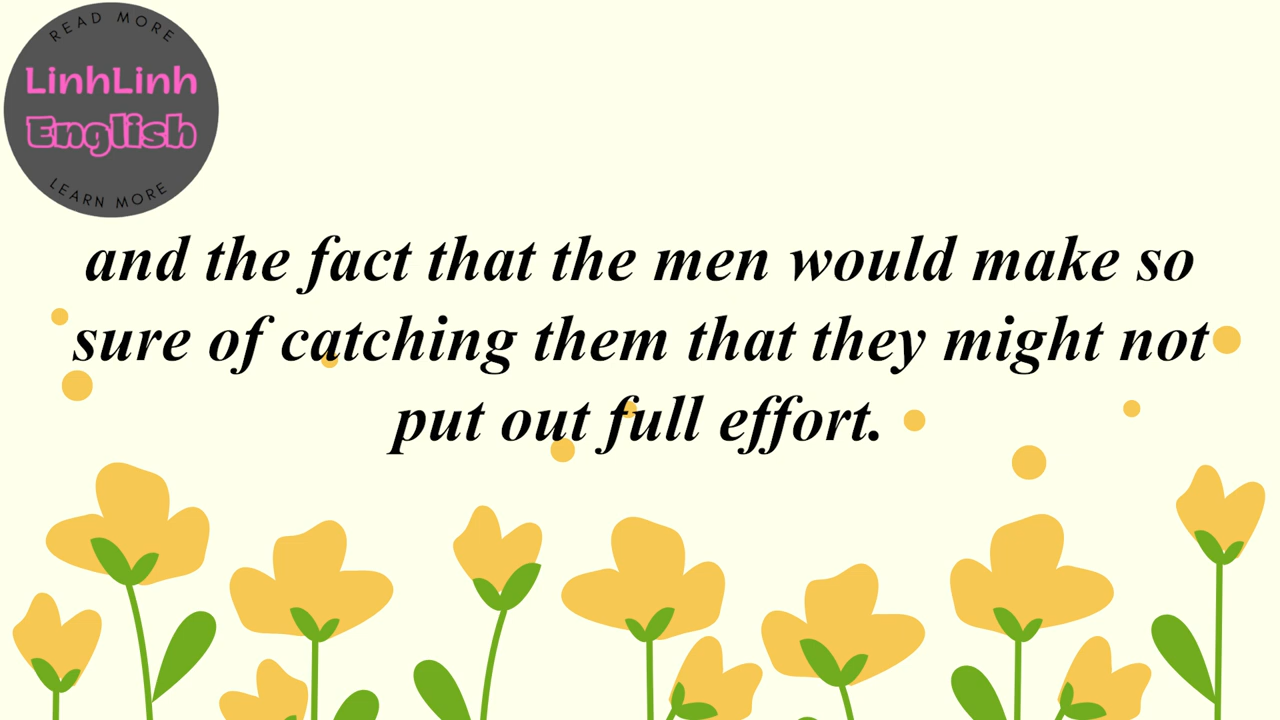 READ MORE
LinhLinh
English
LEARN MORE
and the fact that the men would make so
sure of catching them that they might not
put out full effort.